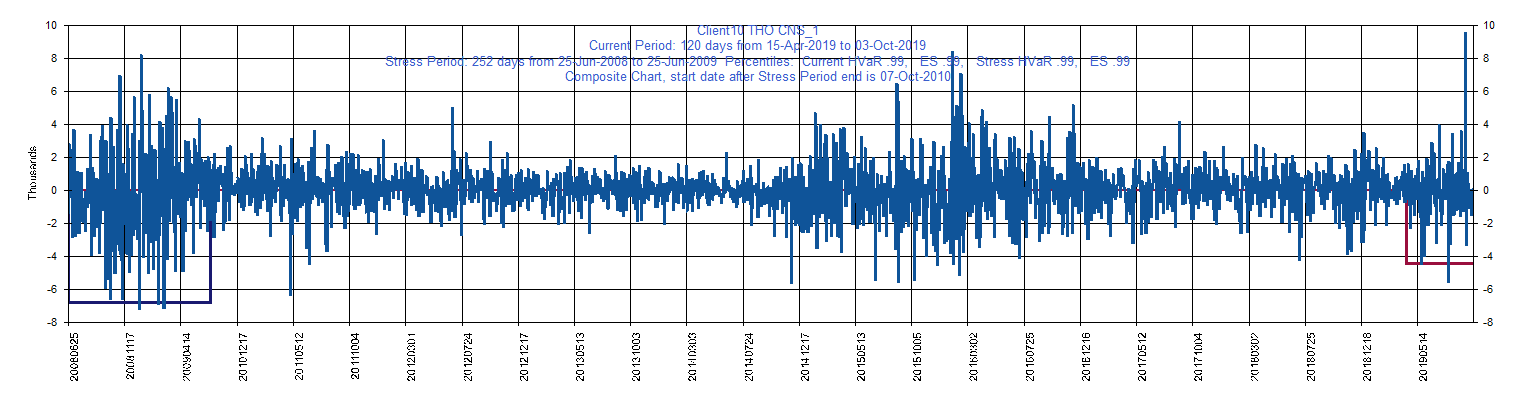 Client10 THO CNS_1
Current Period: 120 days from 15-Apr-2019 to 03-Oct-2019
Stress Period: 252 days from 25-Jun-2008 to 25-Jun-2009 Percentiles: Current HVaR .99, ES .99, Stress HVaR .99, ES .99
Composite Chart, start date after Stress Period end is 07-Oct-2010
Thousands
10 10
8 8
6 6
4 4
2 2
0 0
-2 -2
-4 -4
-6 -6
-8 -8
20080625 20081117 20090414 20101217 20110512 20111004 20120301 20120724 20121217 20130513 20131003 20140303 20140724 20141217 20150513 20151005 20160302 20160725 20161216 20170512 20171004 20180302 20180725 20181218 20190514